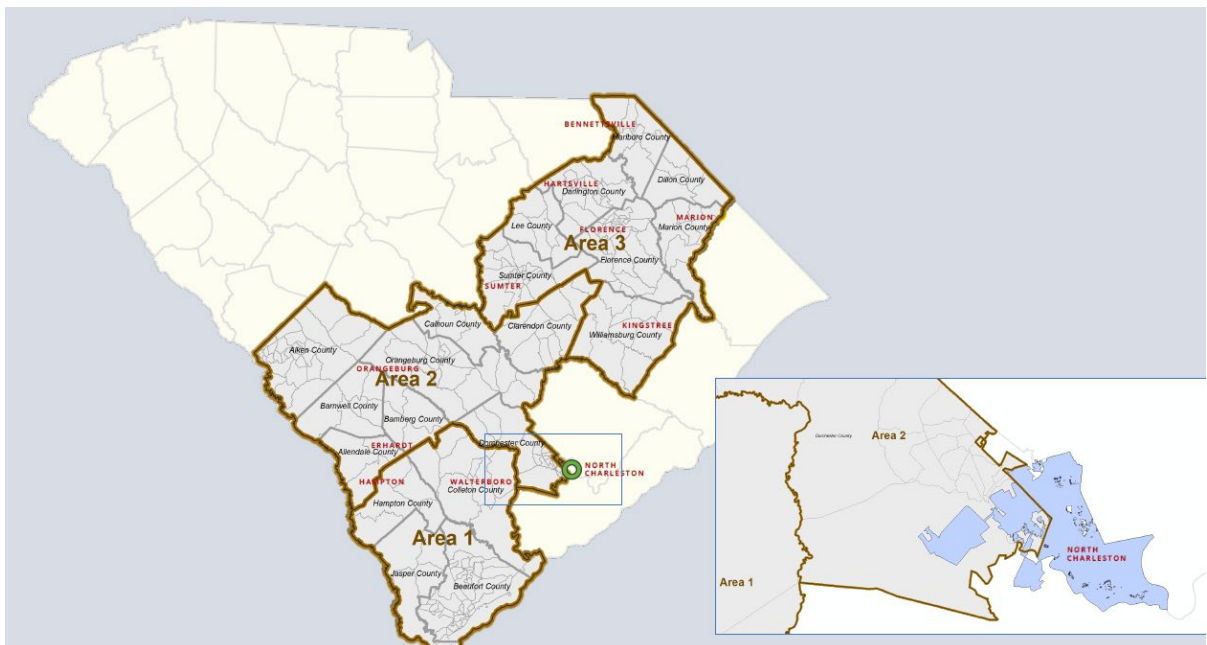 BENNETTSVILLE
Marlboro County
HARTSVILLE
Darlington County
Dillon County
MARION
Marion County
Lee County
FLORENCE
Area 3
Florence County
Sumter County
SUMTER
Calhoun County
Clarendon County
KINGSTREE
Williamsburg County
Aiken County
Orangeburg County
ORANGEBURG
Area 2
Barnwell County
Bamberg County
ERHARDT
Allendale County
Dorchester County
NORTH
CHARLESTON
HAMPTON
WALTERBORO
Colleton County
Hampton County
Area 1
Jasper County
Beaufort County
Dorchester County
Area 2
NORTH
CHARLESTON
Area 1